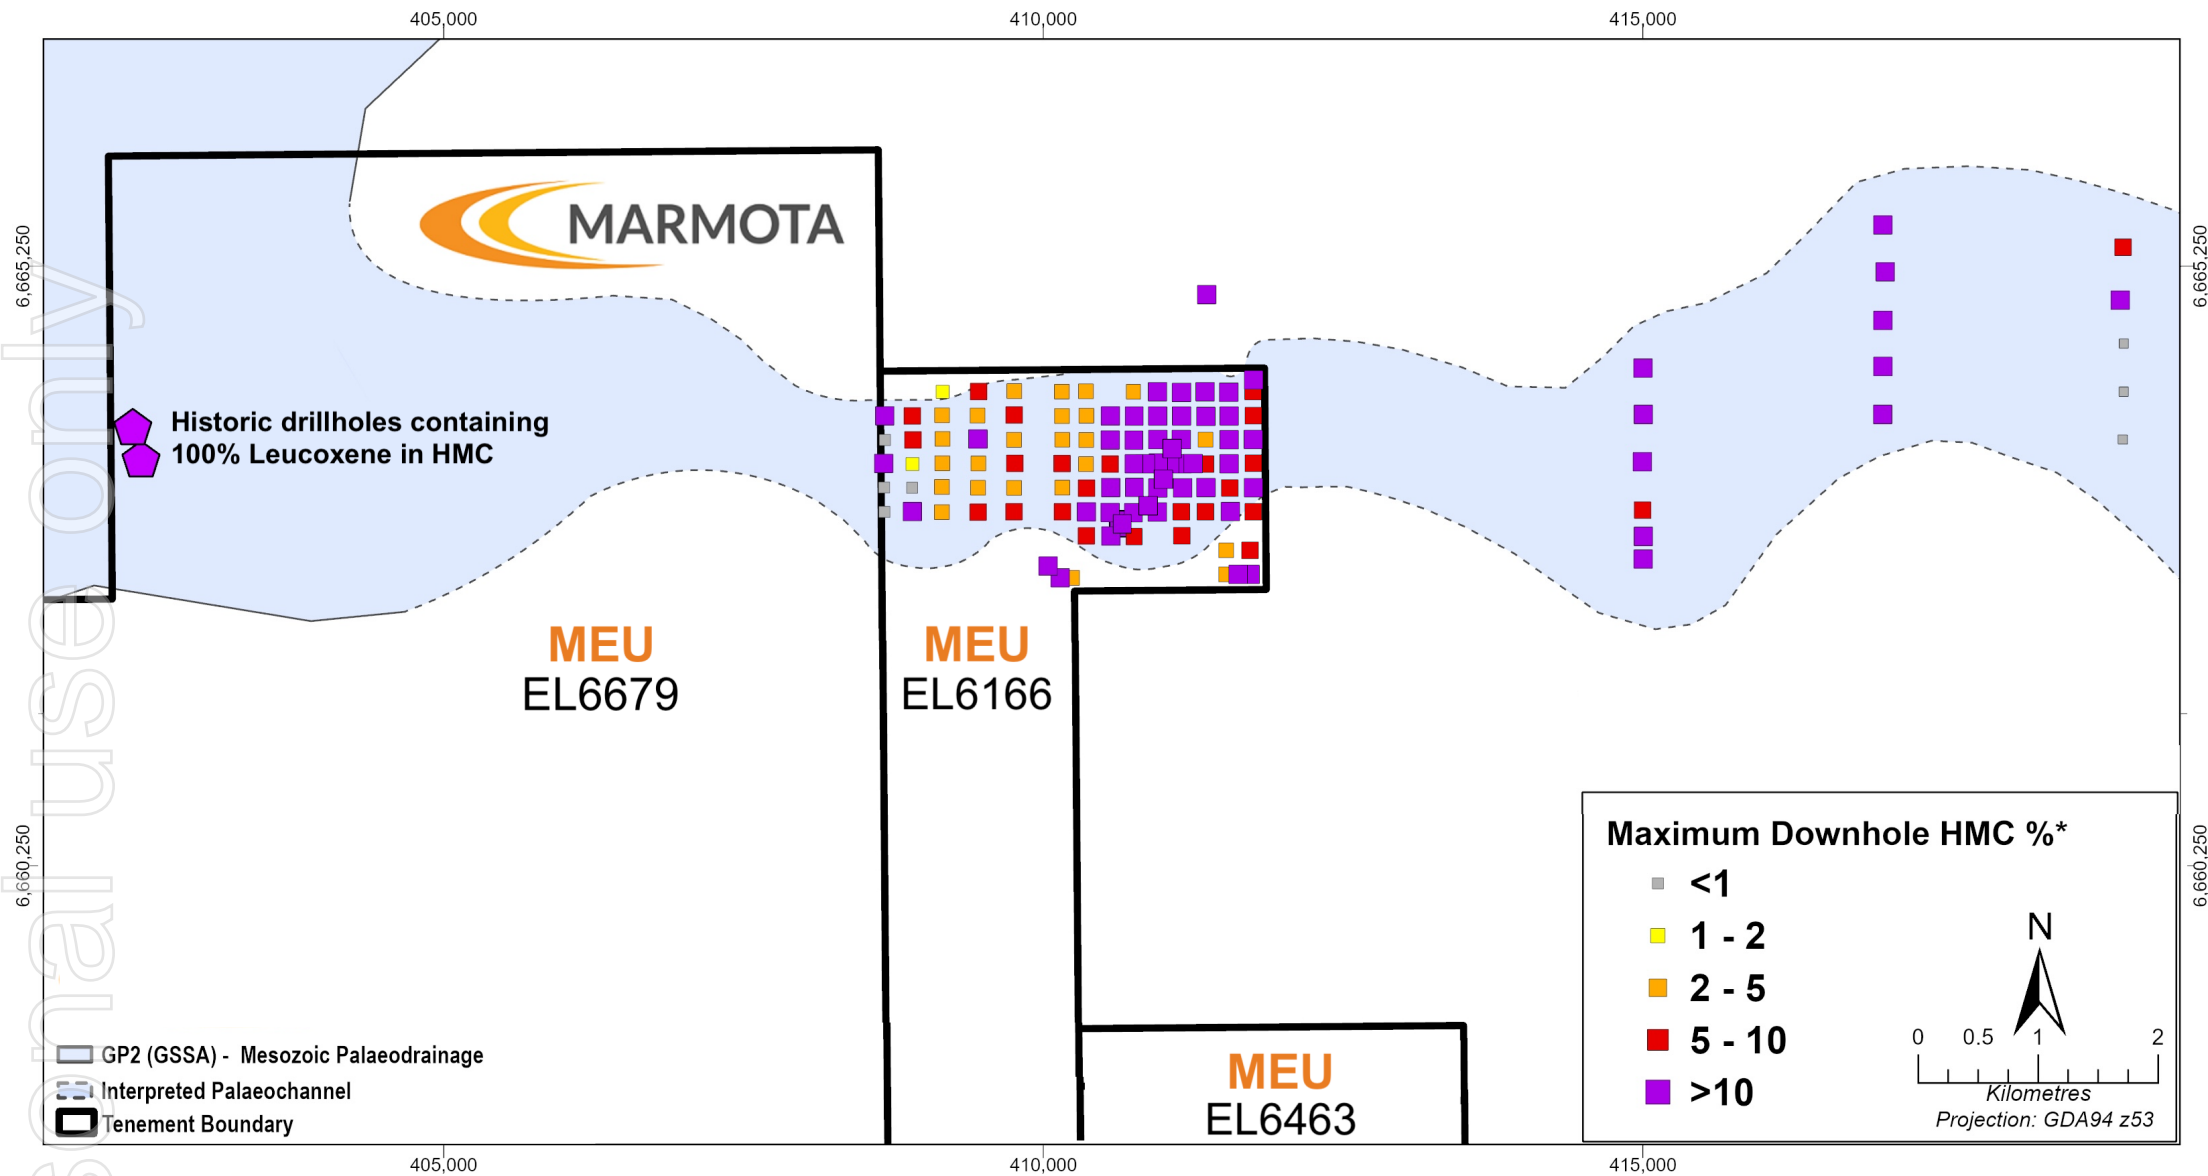 405,000
410,000
415,000
6,665,250
6,665,250
MARMOTA
Historic drillholes containing
100% Leucoxene in HMC
MEU
EL6679
MEU
EL6166
MEU
EL6463
6,660,250
6,660,250
Maximum Downhole HMC %*
<1
1 - 2
2 - 5
5 - 10
>10
N
0 0.5 1 2
Kilometres
Projection: GDA94 z53
GP2 (GSSA) - Mesozoic Palaeodrainage
Interpreted Palaeochannel
Tenement Boundary
405,000
410,000
415,000
sonal use only